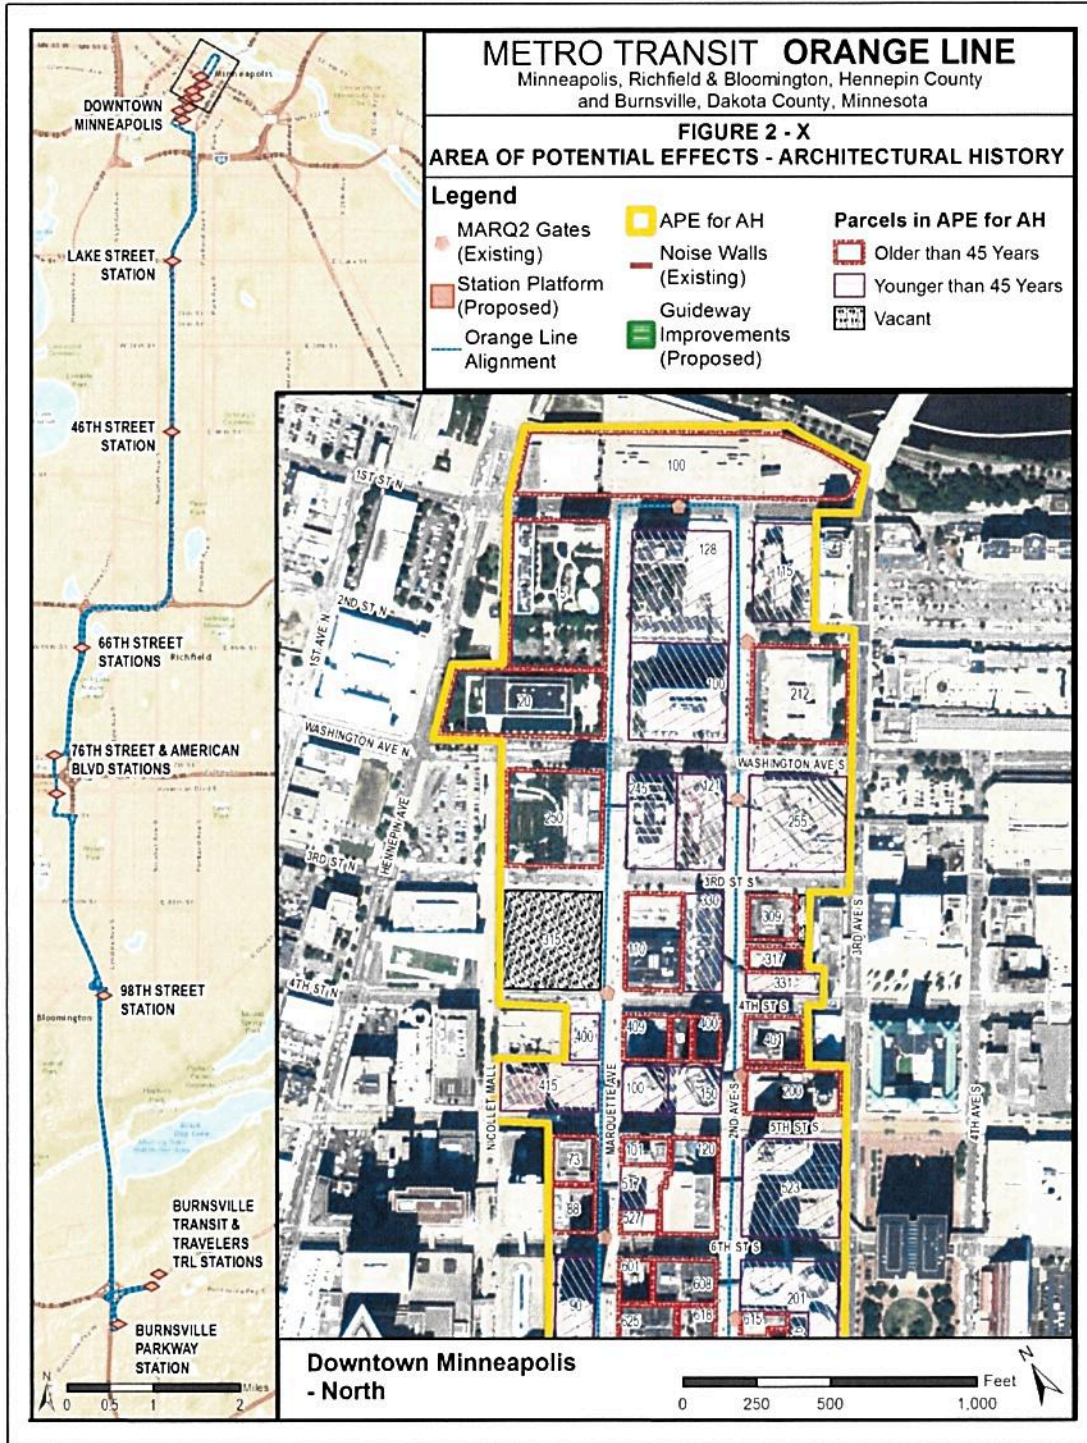 METRO TRANSIT ORANGE LINE
Minneapolis, Richfield & Bloomington, Hennepin County
and Burnsville, Dakota County, Minnesota
FIGURE 2 - X
AREA OF POTENTIAL EFFECTS - ARCHITECTURAL HISTORY
Legend
MARQ2 Gates
(Existing)
Station Platform
(Proposed)
Orange Line
Alignment
APE for AH
Noise Walls
(Existing)
Guideway
Improvements
(Proposed)
Parcels in APE for AH
Older than 45 Years
Younger than 45 Years
Vacant
Minneapolis
DOWNTOWN
MINNEAPOLIS
LAKE STREET
STATION
46TH STREET
STATION
66TH STREET
STATIONS
Richfield
76TH STREET & AMERICAN
BLVD STATIONS
98TH STREET
STATION
Bloomington
BURNSVILLE
TRANSIT &
TRAVELERS
TRL STATIONS
BURNSVILLE
PARKWAY
STATION
N
0 0.5 1 2 Miles
100
1ST ST N
128
115
15
2ND ST N
1ST AVE N
100
20
212
WASHINGTON AVE N
WASHINGTON AVE S
HENNEPIN AVE
250
245
121
255
3RD ST N
3RD ST S
330
315
110
309
317
331
3RD AVE S
4TH ST N
4TH ST S
400
409
400
401
NICOLLET MALL
415
MARQUETTE AVE
100
150
2ND AVE S
200
5TH ST S
4TH AVE S
73
101
120
517
523
88
527
6TH ST S
601
608
90
201
625
618
615
Downtown Minneapolis
- North
N
Feet
0 250 500 1,000